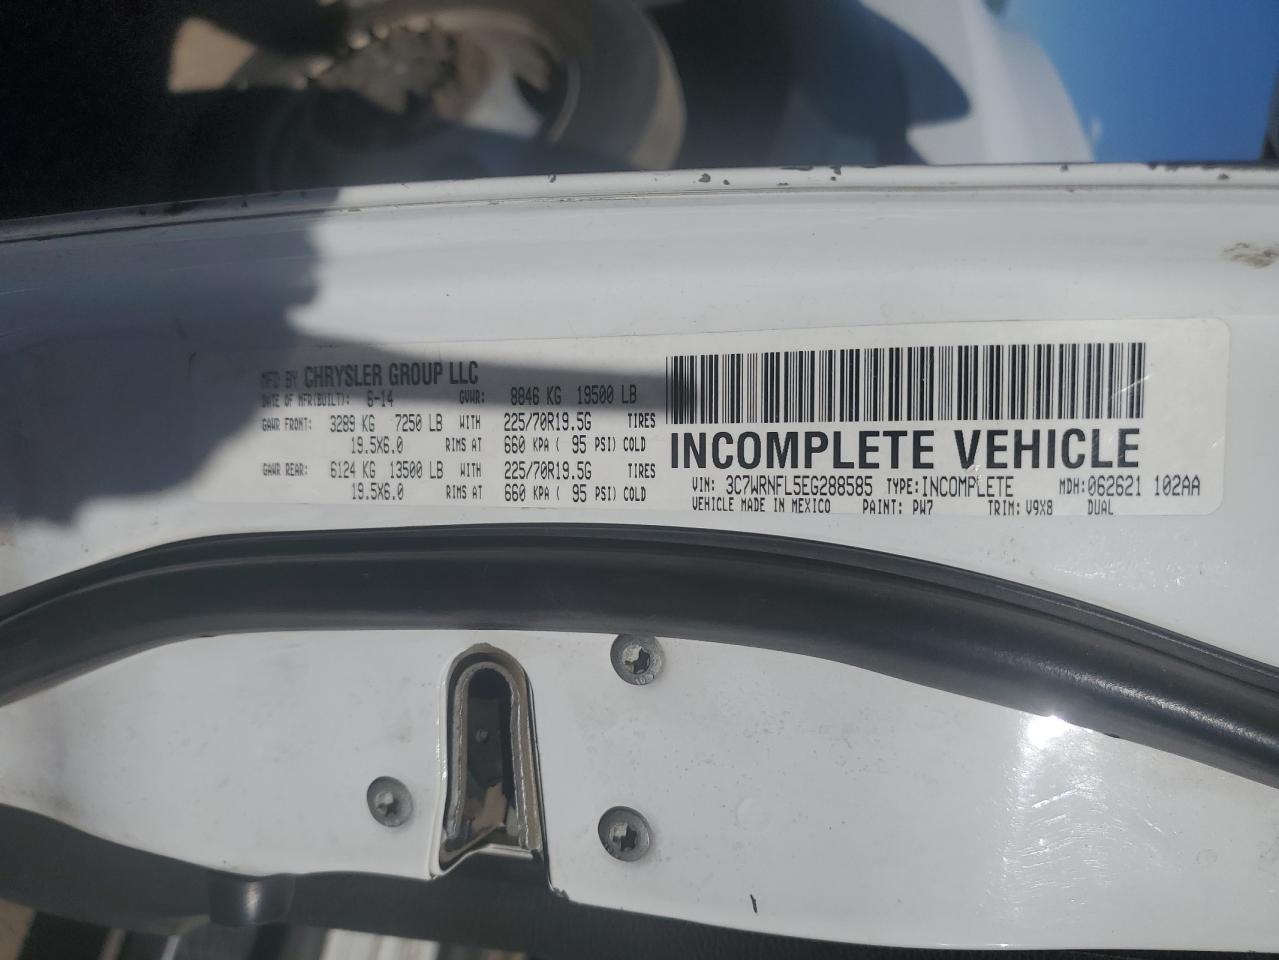 MFD BY CHRYSLER GROUP LLC
DATE OF MFR(BUILT): 6-14 GVWR: 8846 KG 19500 LB
GAWR FRONT: 3289 KG 7250 LB WITH 225/70R19.5G TIRES
19.5X6.0 RIMS AT 660 KPA ( 95 PSI) COLD
GAWR REAR: 6124 KG 13500 LB WITH 225/70R19.5G TIRES
19.5X6.0 RIMS AT 660 KPA ( 95 PSI) COLD
INCOMPLETE VEHICLE
VIN: 3C7WRNFL5EG288585 TYPE: INCOMPLETE MDH: 062621 102AA
VEHICLE MADE IN MEXICO PAINT: PW7 TRIM: V9X8 DUAL